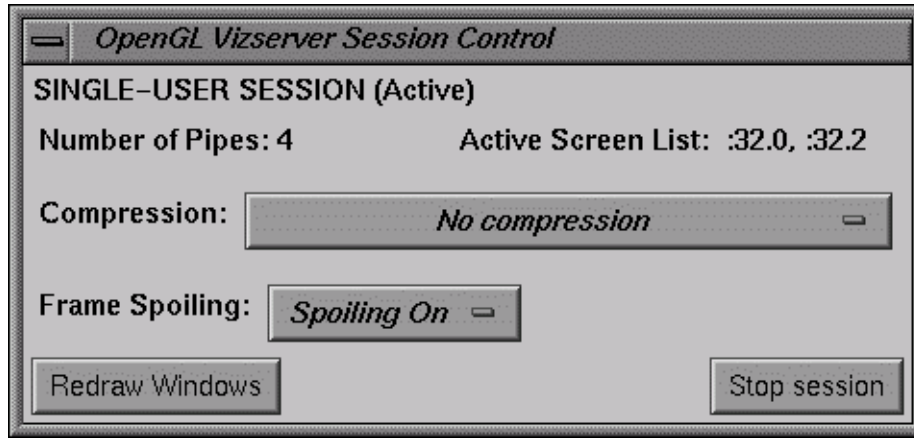 OpenGL Vizserver Session Control
SINGLE–USER SESSION (Active)
Number of Pipes: 4 Active Screen List: :32.0, :32.2
Compression: No compression
Frame Spoiling: Spoiling On
Redraw Windows Stop session